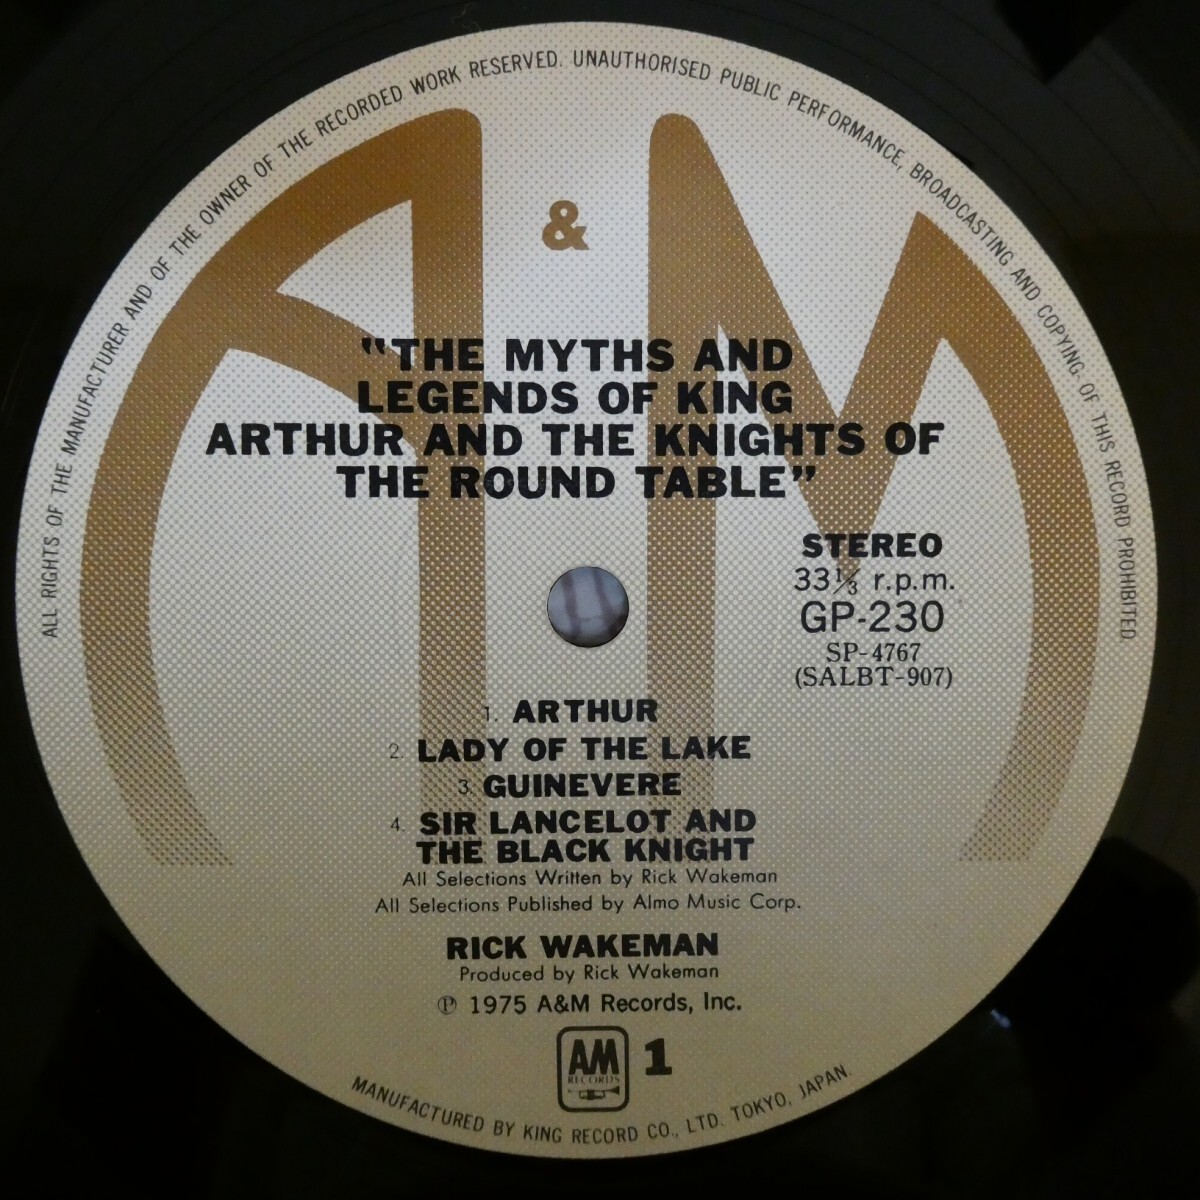 ALL RIGHTS OF THE MANUFACTURER AND OF THE OWNER OF THE RECORDED WORK RESERVED. UNAUTHORISED PUBLIC PERFORMANCE, BROADCASTING AND COPYING OF THIS RECORD PROHIBITED
A & M
"THE MYTHS AND
LEGENDS OF KING
ARTHUR AND THE KNIGHTS OF
THE ROUND TABLE"
STEREO
33⅓ r.p.m.
GP-230
SP-4767
(SALBT-907)
1. ARTHUR
2. LADY OF THE LAKE
3. GUINEVERE
4. SIR LANCELOT AND
THE BLACK KNIGHT
All Selections Written by Rick Wakeman
All Selections Published by Almo Music Corp.
RICK WAKEMAN
Produced by Rick Wakeman
℗ 1975 A&M Records, Inc.
AM
RECORDS
1
MANUFACTURED BY KING RECORD CO., LTD. TOKYO, JAPAN.